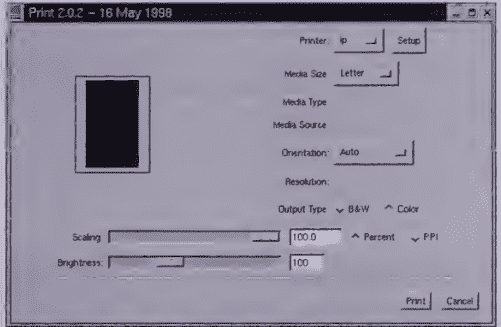 Print 2.0.2 – 16 May 1998
Printer: lp Setup
Media Size Letter
Media Type
Media Source
Orientation: Auto
Resolution:
Output Type B&W Color
Scaling 100.0 Percent PPI
Brightness: 100
Print Cancel